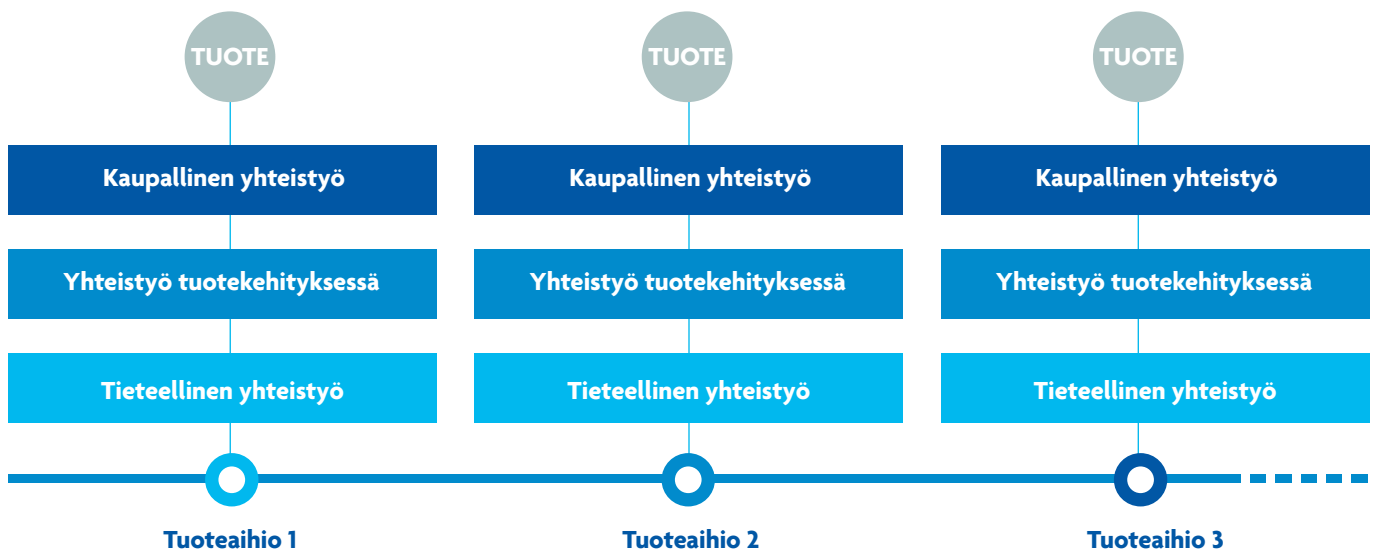 TUOTE
TUOTE
TUOTE
Kaupallinen yhteistyö
Kaupallinen yhteistyö
Kaupallinen yhteistyö
Yhteistyö tuotekehityksessä
Yhteistyö tuotekehityksessä
Yhteistyö tuotekehityksessä
Tieteellinen yhteistyö
Tieteellinen yhteistyö
Tieteellinen yhteistyö
Tuoteaihio 1
Tuoteaihio 2
Tuoteaihio 3